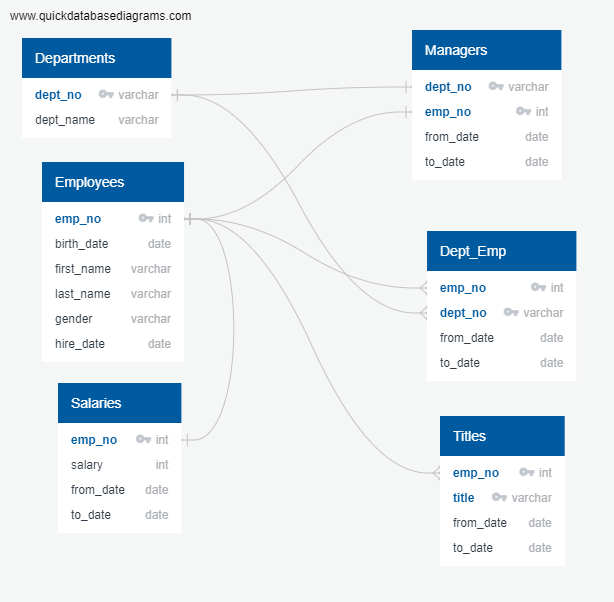 www.quickdatabasediagrams.com
Departments
dept_no varchar
dept_name varchar
Employees
emp_no int
birth_date date
first_name varchar
last_name varchar
gender varchar
hire_date date
Salaries
emp_no int
salary int
from_date date
to_date date
Managers
dept_no varchar
emp_no int
from_date date
to_date date
Dept_Emp
emp_no int
dept_no varchar
from_date date
to_date date
Titles
emp_no int
title varchar
from_date date
to_date date